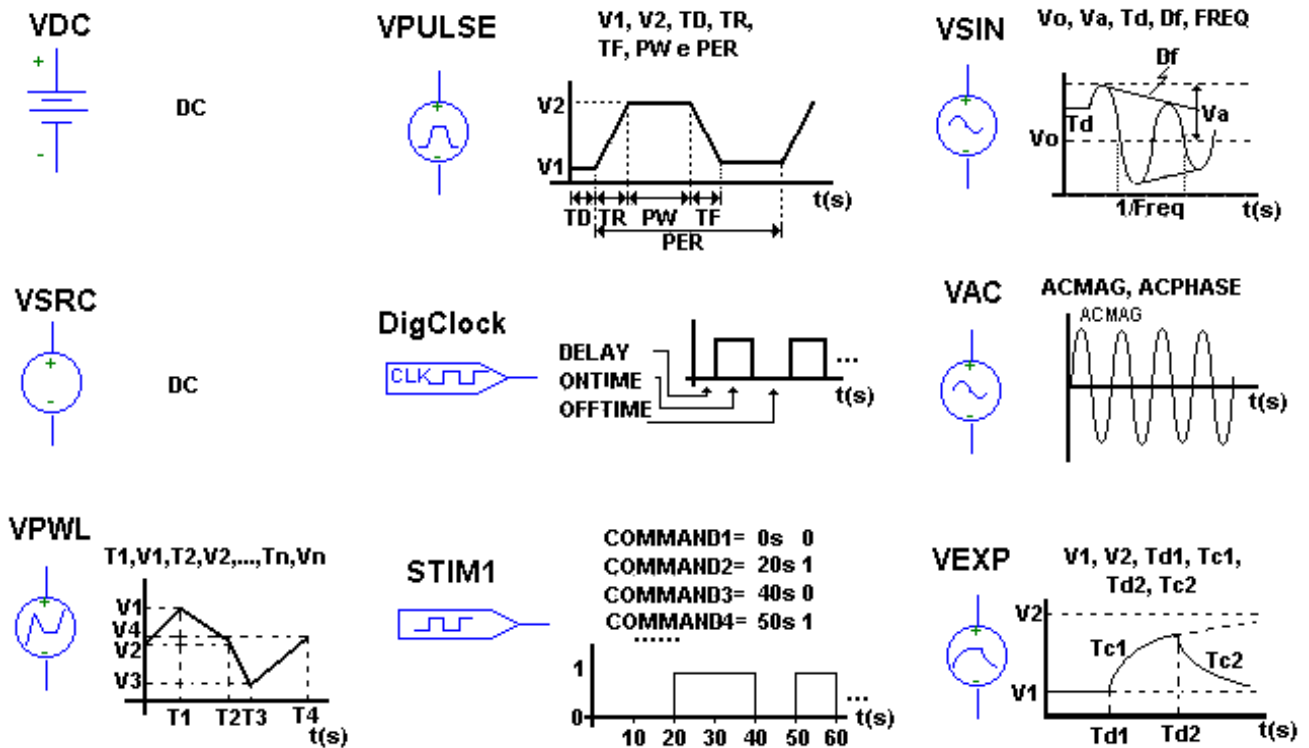 VDC
+
-
DC
VPULSE
V1, V2, TD, TR,
TF, PW e PER
+
-
V2
V1
t(s)
TD TR PW TF
PER
VSIN
Vo, Va, Td, Df, FREQ
Df
+
-
Td
Va
Vo
1/Freq
t(s)
VSRC
+
-
DC
DigClock
CLK
DELAY
ONTIME
OFFTIME
...
t(s)
VAC
ACMAG, ACPHASE
ACMAG
+
-
t(s)
VPWL
T1,V1,T2,V2,...,Tn,Vn
+
-
V1
V4
V2
V3
T1 T2 T3 T4
t(s)
STIM1
COMMAND1= 0s 0
COMMAND2= 20s 1
COMMAND3= 40s 0
COMMAND4= 50s 1
......
1
0
...
t(s)
10 20 30 40 50 60
VEXP
V1, V2, Td1, Tc1,
Td2, Tc2
+
-
V2
Tc1
Tc2
V1
Td1 Td2
t(s)